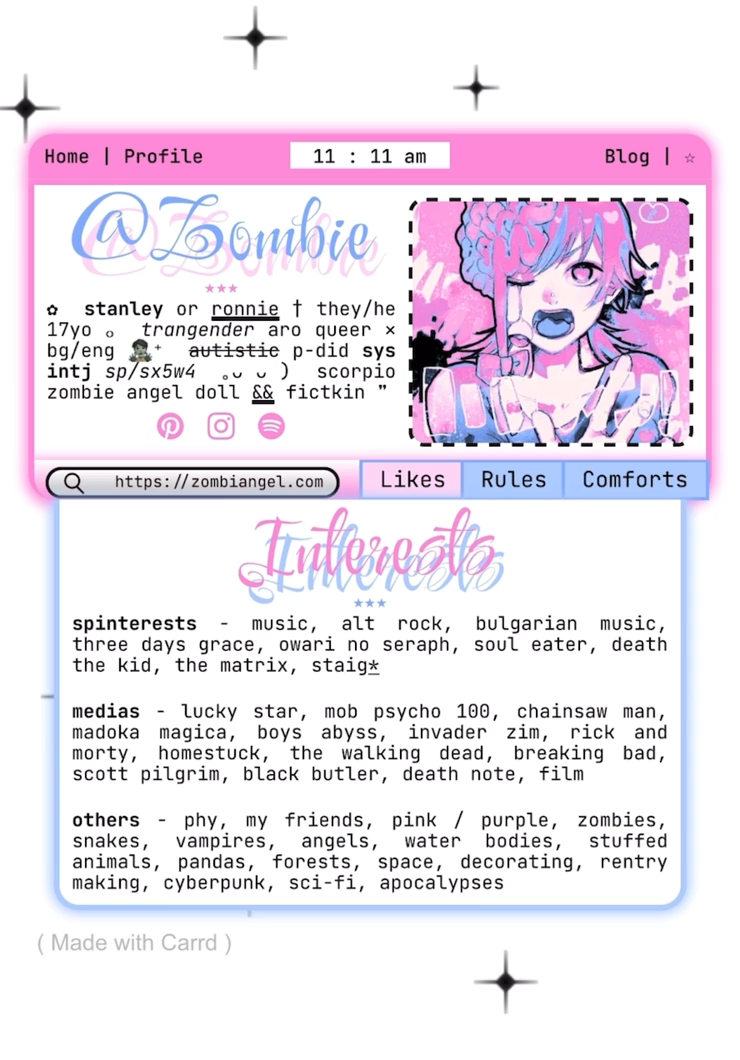 Home | Profile
11 : 11 am
Blog | ☆
@Zombie
★★★
✿ stanley or ronnie † they/he
17yo 。 trangender aro queer ×
bg/eng ⁺ autistic p-did sys
intj sp/sx5w4 ｡ᴗ ᴗ ) scorpio
zombie angel doll && fictkin ”
https://zombiangel.com
Likes
Rules
Comforts
Interests
★★★
spinterests - music, alt rock, bulgarian music,
three days grace, owari no seraph, soul eater, death
the kid, the matrix, staig*
medias - lucky star, mob psycho 100, chainsaw man,
madoka magica, boys abyss, invader zim, rick and
morty, homestuck, the walking dead, breaking bad,
scott pilgrim, black butler, death note, film
others - phy, my friends, pink / purple, zombies,
snakes, vampires, angels, water bodies, stuffed
animals, pandas, forests, space, decorating, rentry
making, cyberpunk, sci-fi, apocalypses
( Made with Carrd )